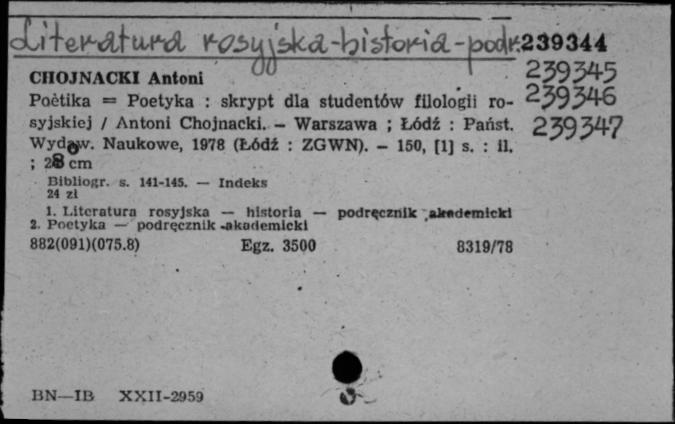 Literatura rosyjska-historia-podr. 239344
239345
CHOJNACKI Antoni
239346
Poètika = Poetyka : skrypt dla studentów filologii ro-
syjskiej / Antoni Chojnacki. – Warszawa ; Łódź : Państ.
239347
Wydaw. Naukowe, 1978 (Łódź : ZGWN). – 150, [1] s. : il.
; 28 cm
Bibliogr. s. 141-145. — Indeks
24 zł
1. Literatura rosyjska — historia — podręcznik akademicki
2. Poetyka — podręcznik akademicki
882(091)(075.8) Egz. 3500 8319/78
BN—IB XXII-2959